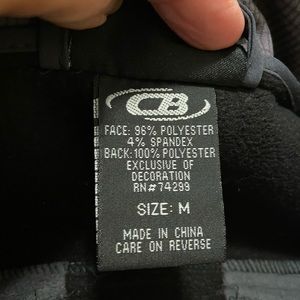 CB
FACE: 96% POLYESTER
4% SPANDEX
BACK:100% POLYESTER
EXCLUSIVE OF
DECORATION
RN#74299
SIZE: M
MADE IN CHINA
CARE ON REVERSE